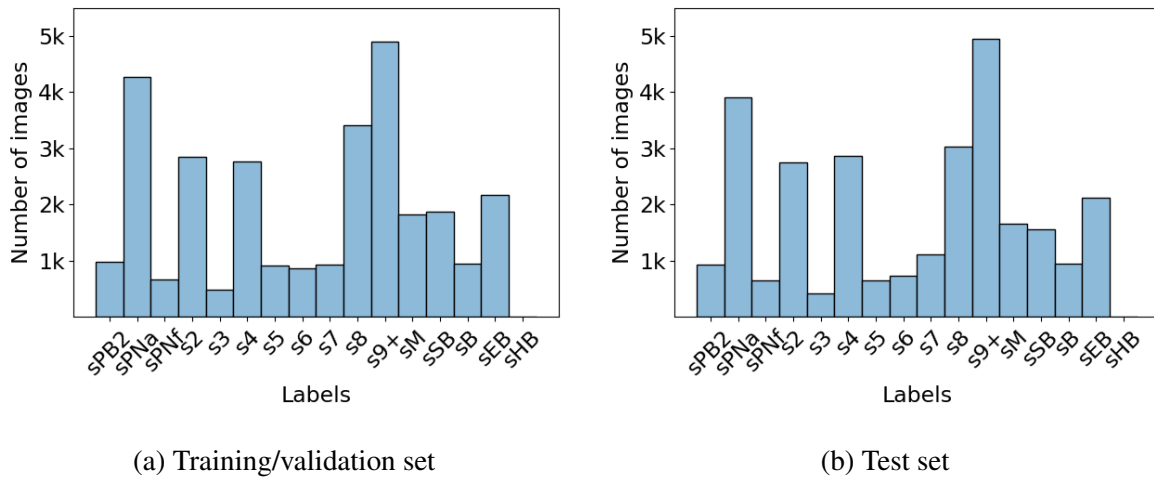 5k
4k
3k
2k
1k
Number of images
sPB2 sPNa sPNf s2 s3 s4 s5 s6 s7 s8 s9+ sM sSB sB sEB sHB
Labels
(a) Training/validation set
5k
4k
3k
2k
1k
Number of images
sPB2 sPNa sPNf s2 s3 s4 s5 s6 s7 s8 s9+ sM sSB sB sEB sHB
Labels
(b) Test set